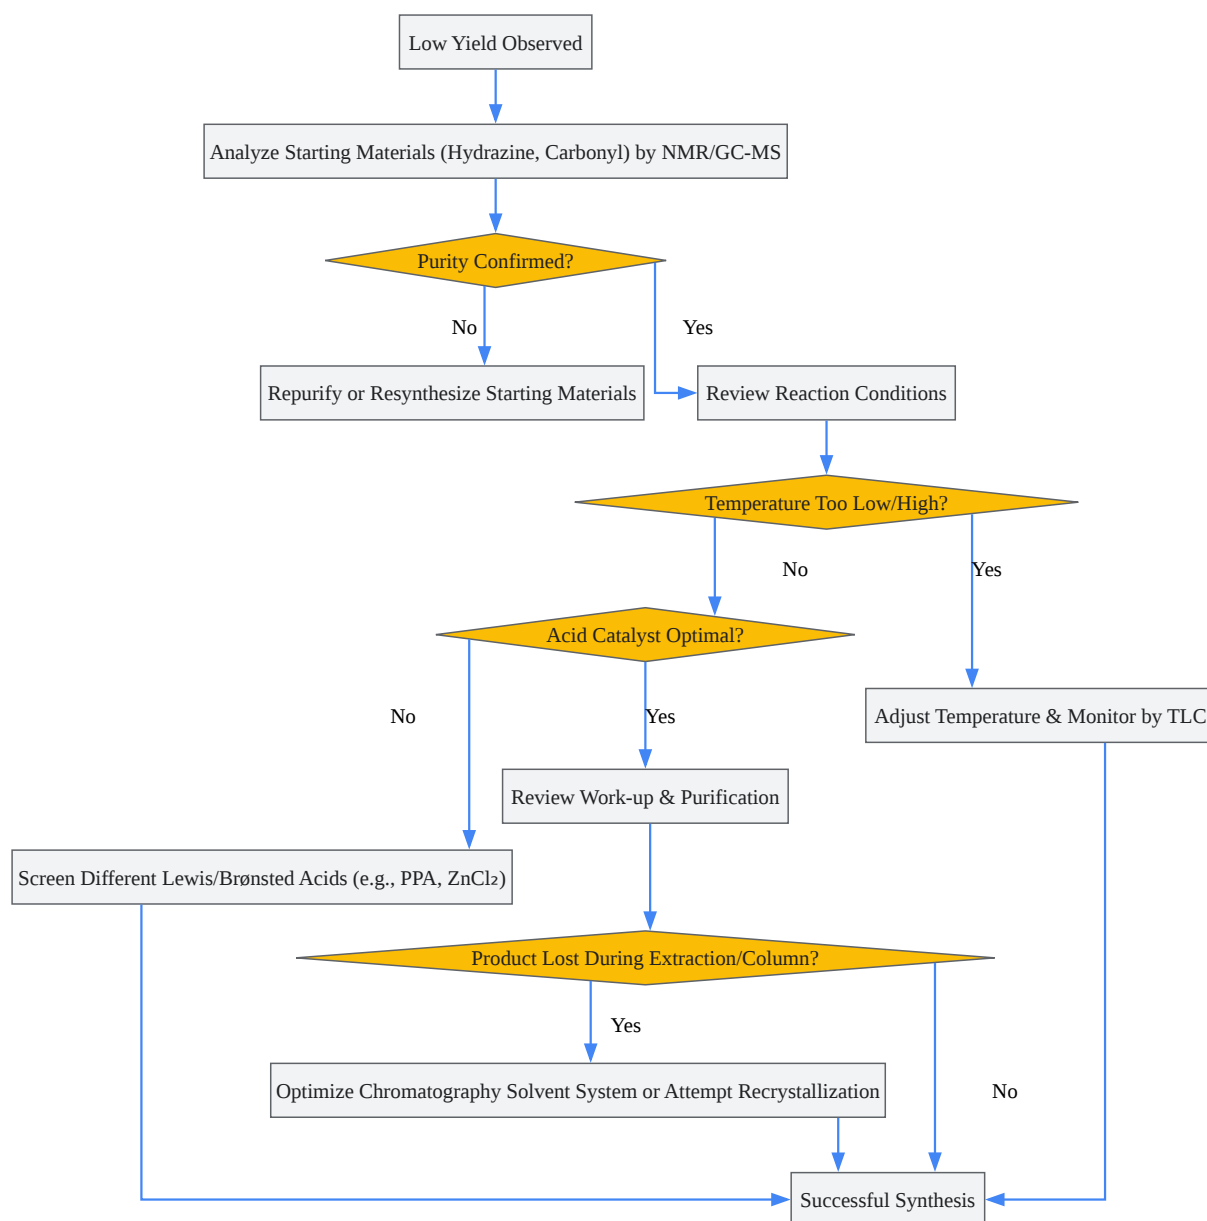 Low Yield Observed
Analyze Starting Materials (Hydrazine, Carbonyl) by NMR/GC-MS
Purity Confirmed?
No
Yes
Repurify or Resynthesize Starting Materials
Review Reaction Conditions
Temperature Too Low/High?
No
Yes
Acid Catalyst Optimal?
No
Yes
Adjust Temperature & Monitor by TLC
Review Work-up & Purification
Screen Different Lewis/Brønsted Acids (e.g., PPA, ZnCl₂)
Product Lost During Extraction/Column?
Yes
Optimize Chromatography Solvent System or Attempt Recrystallization
No
Successful Synthesis